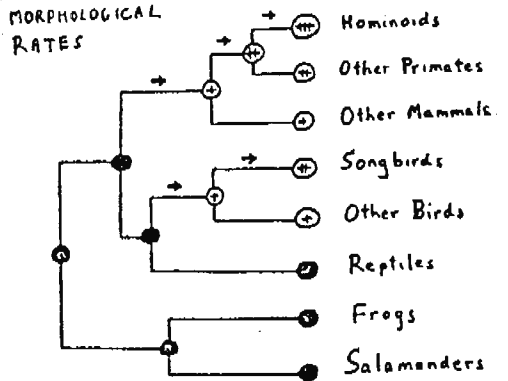 MORPHOLOGICAL
RATES
Hominoids
Other Primates
Other Mammals
Songbirds
Other Birds
Reptiles
Frogs
Salamanders